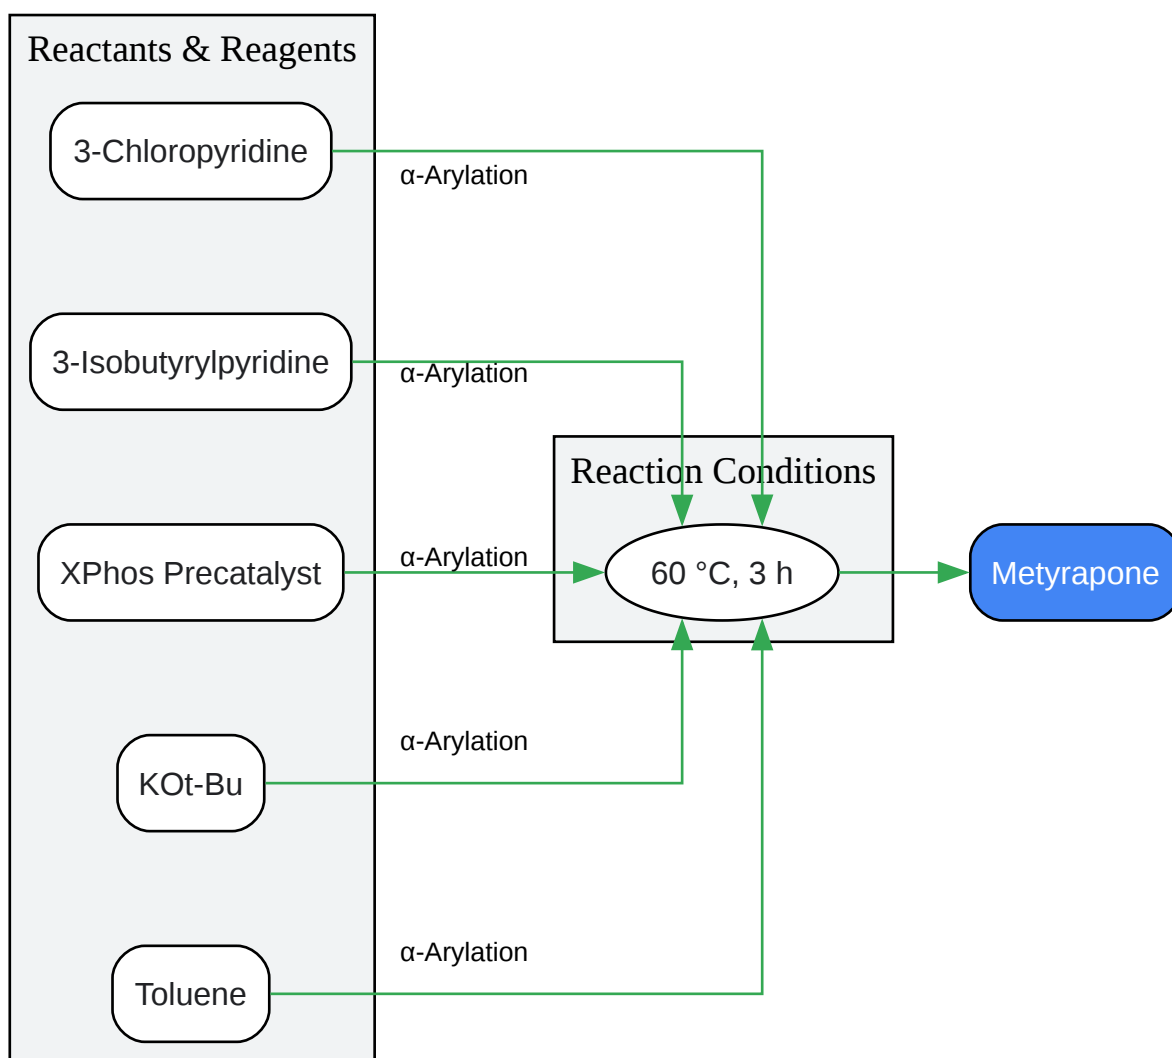 Reactants & Reagents
3-Chloropyridine
α-Arylation
3-Isobutyrylpyridine
α-Arylation
Reaction Conditions
XPhos Precatalyst
α-Arylation
60 °C, 3 h
Metyrapone
KOt-Bu
α-Arylation
Toluene
α-Arylation